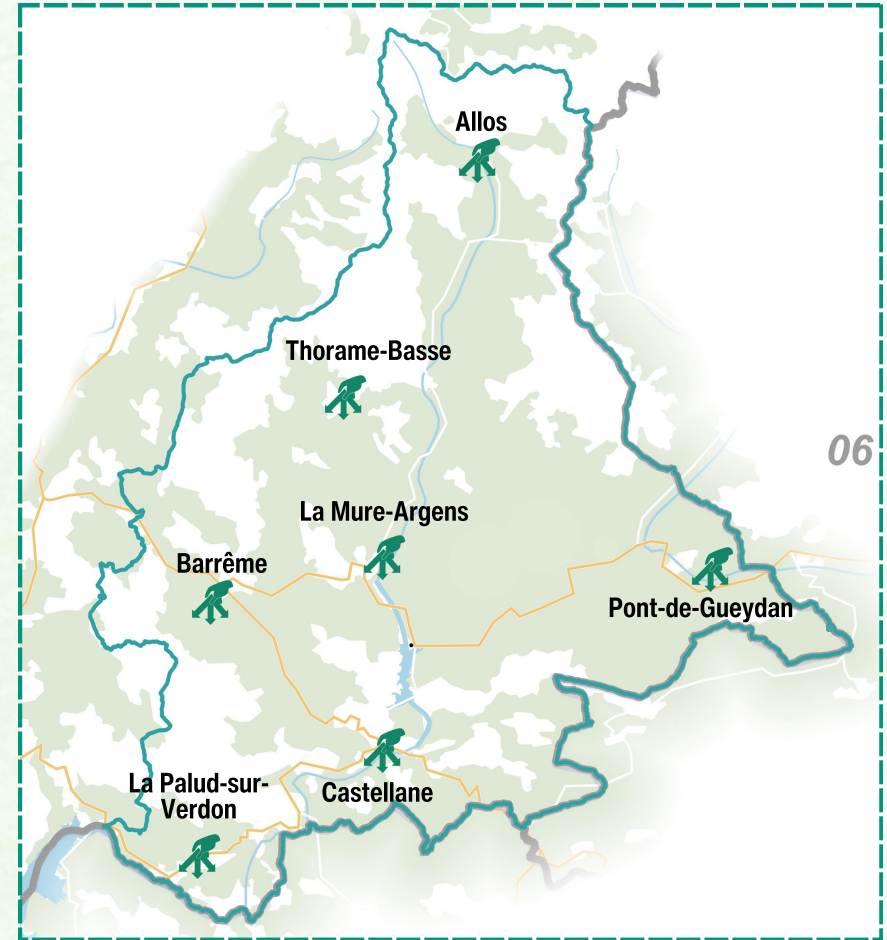 Allos
Thorame-Basse
06
La Mure-Argens
Barrême
Pont-de-Gueydan
La Palud-sur-
Verdon
Castellane